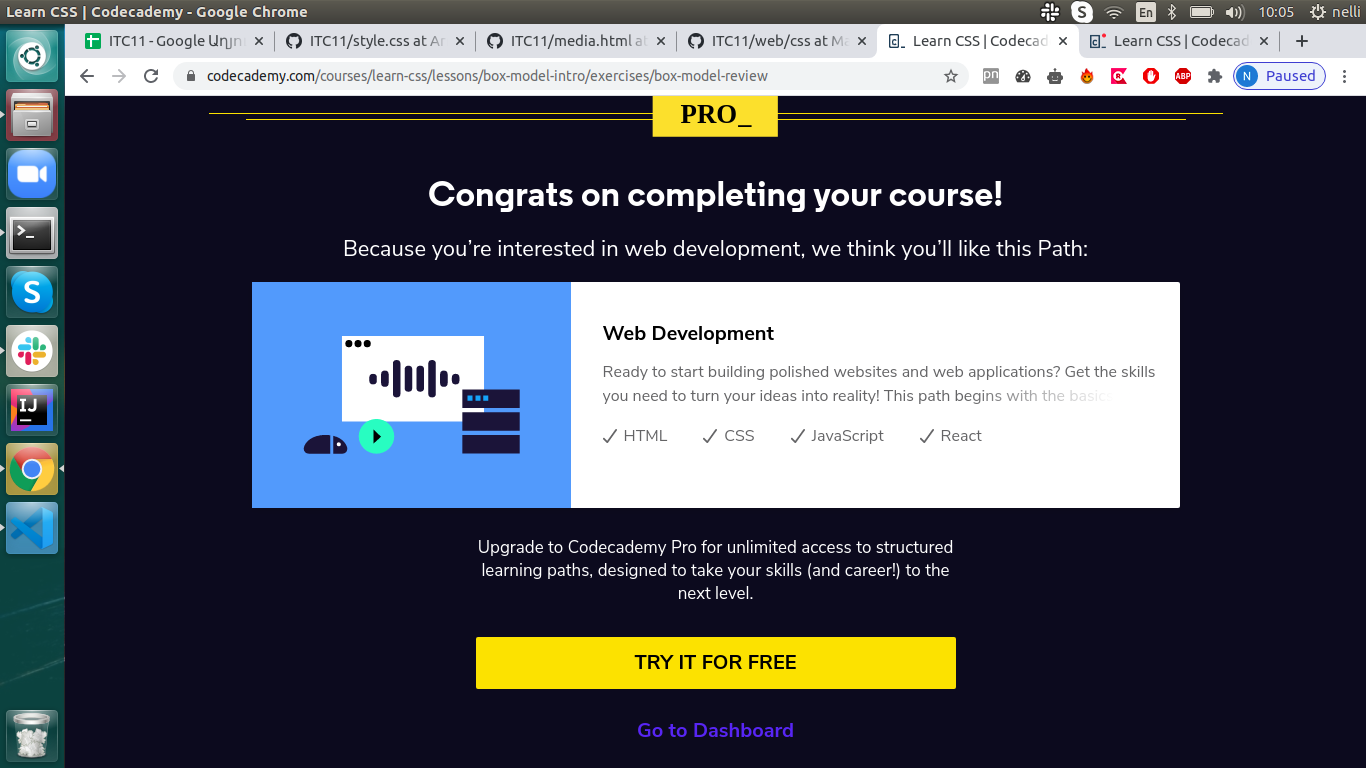 Learn CSS | Codecademy - Google Chrome
En
10:05
nelli
ITC11 - Google Աղյու
ITC11/style.css at Ar
ITC11/media.html at
ITC11/web/css at Ma
Learn CSS | Codecad
Learn CSS | Codecad
codecademy.com/courses/learn-css/lessons/box-model-intro/exercises/box-model-review
pn
ABP
N
Paused
PRO_
Congrats on completing your course!
Because you’re interested in web development, we think you’ll like this Path:
Web Development
Ready to start building polished websites and web applications? Get the skills
you need to turn your ideas into reality! This path begins with the basics
HTML
CSS
JavaScript
React
Upgrade to Codecademy Pro for unlimited access to structured
learning paths, designed to take your skills (and career!) to the
next level.
TRY IT FOR FREE
Go to Dashboard
S
IJ